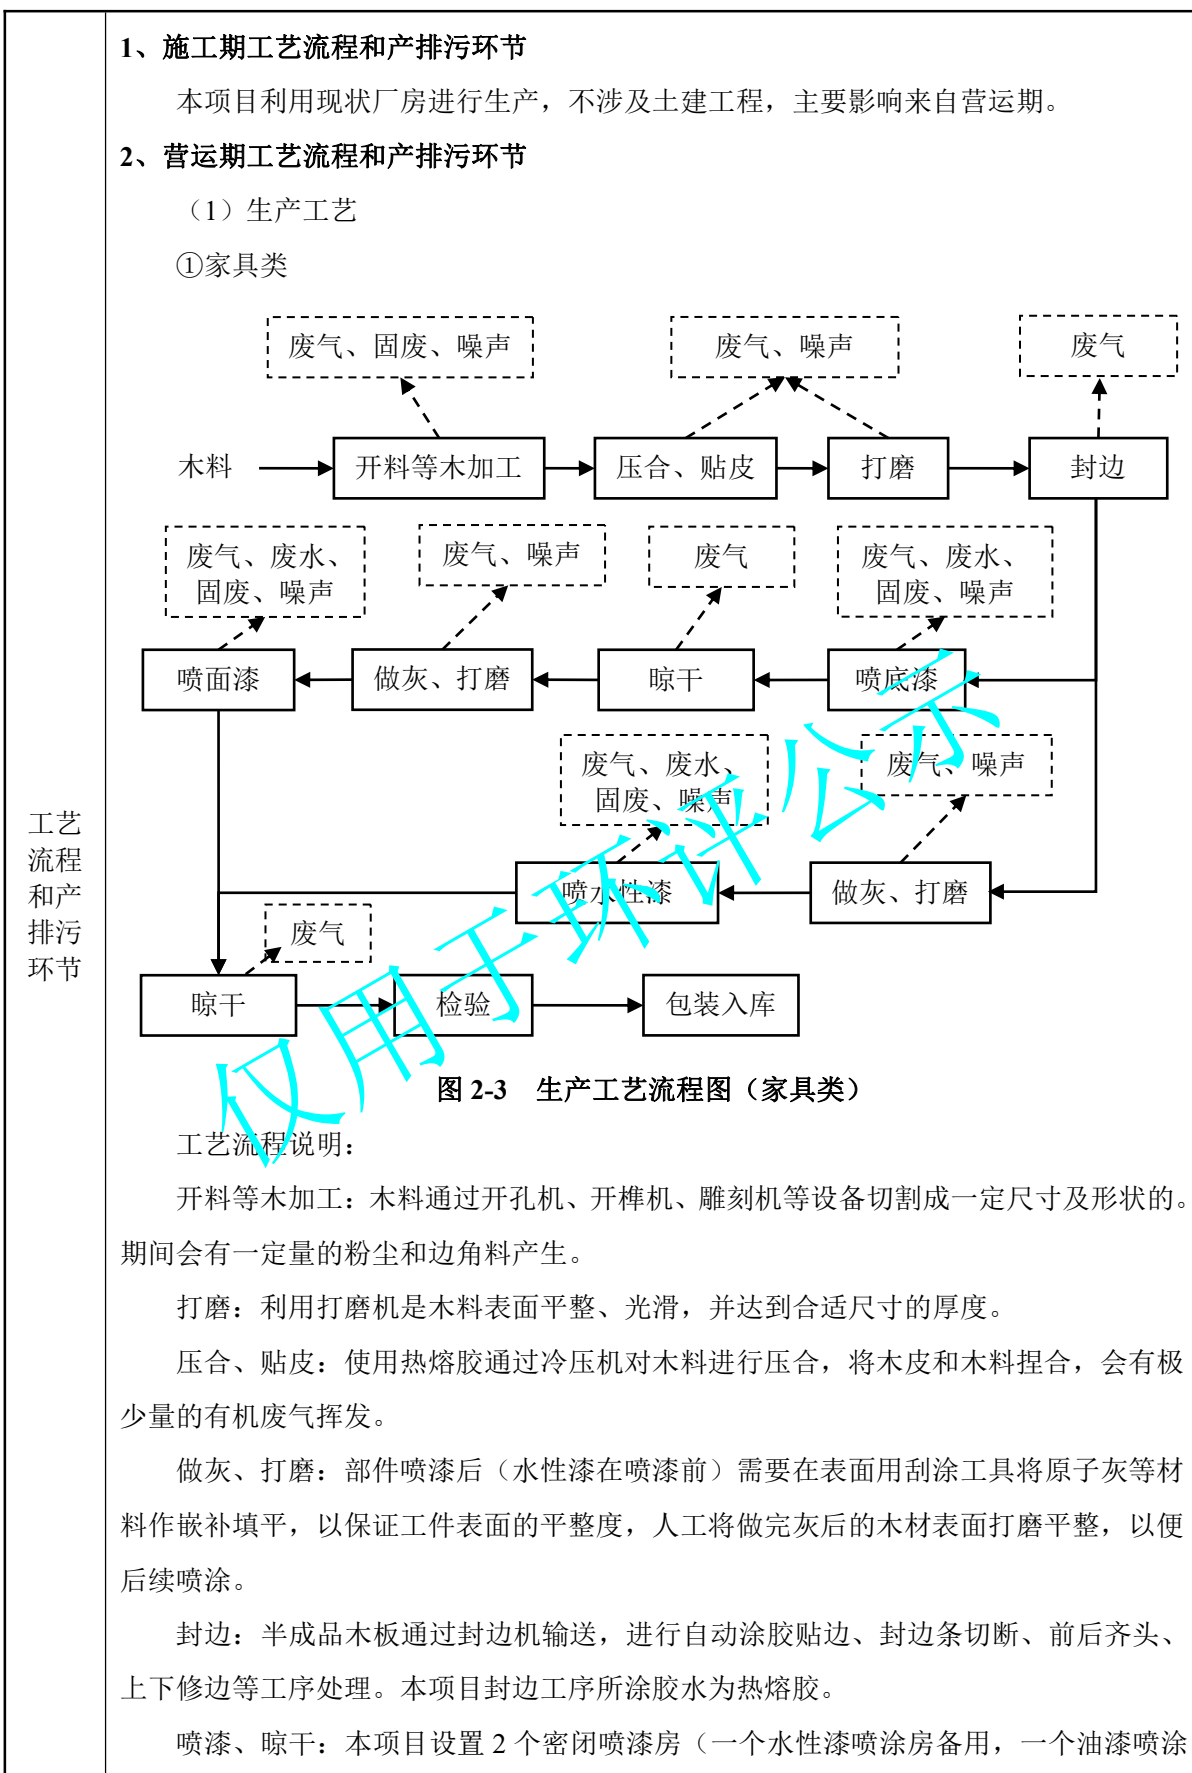 1、施工期工艺流程和产排污环节
本项目利用现状厂房进行生产，不涉及土建工程，主要影响来自营运期。
2、营运期工艺流程和产排污环节
（1）生产工艺
①家具类
废气、固废、噪声
废气、噪声
废气
木料
开料等木加工
压合、贴皮
打磨
封边
废气、废水、
固废、噪声
废气、噪声
废气
废气、废水、
固废、噪声
喷面漆
做灰、打磨
晾干
喷底漆
废气、废水、
固废、噪声
废气、噪声
喷水性漆
做灰、打磨
废气
晾干
检验
包装入库
仅用于环评公示
工艺
流程
和产
排污
环节
图 2-3 生产工艺流程图（家具类）
工艺流程说明：
开料等木加工：木料通过开孔机、开榫机、雕刻机等设备切割成一定尺寸及形状的。
期间会有一定量的粉尘和边角料产生。
打磨：利用打磨机是木料表面平整、光滑，并达到合适尺寸的厚度。
压合、贴皮：使用热熔胶通过冷压机对木料进行压合，将木皮和木料捏合，会有极
少量的有机废气挥发。
做灰、打磨：部件喷漆后（水性漆在喷漆前）需要在表面用刮涂工具将原子灰等材
料作嵌补填平，以保证工件表面的平整度，人工将做完灰后的木材表面打磨平整，以便
后续喷涂。
封边：半成品木板通过封边机输送，进行自动涂胶贴边、封边条切断、前后齐头、
上下修边等工序处理。本项目封边工序所涂胶水为热熔胶。
喷漆、晾干：本项目设置 2 个密闭喷漆房（一个水性漆喷涂房备用，一个油漆喷涂